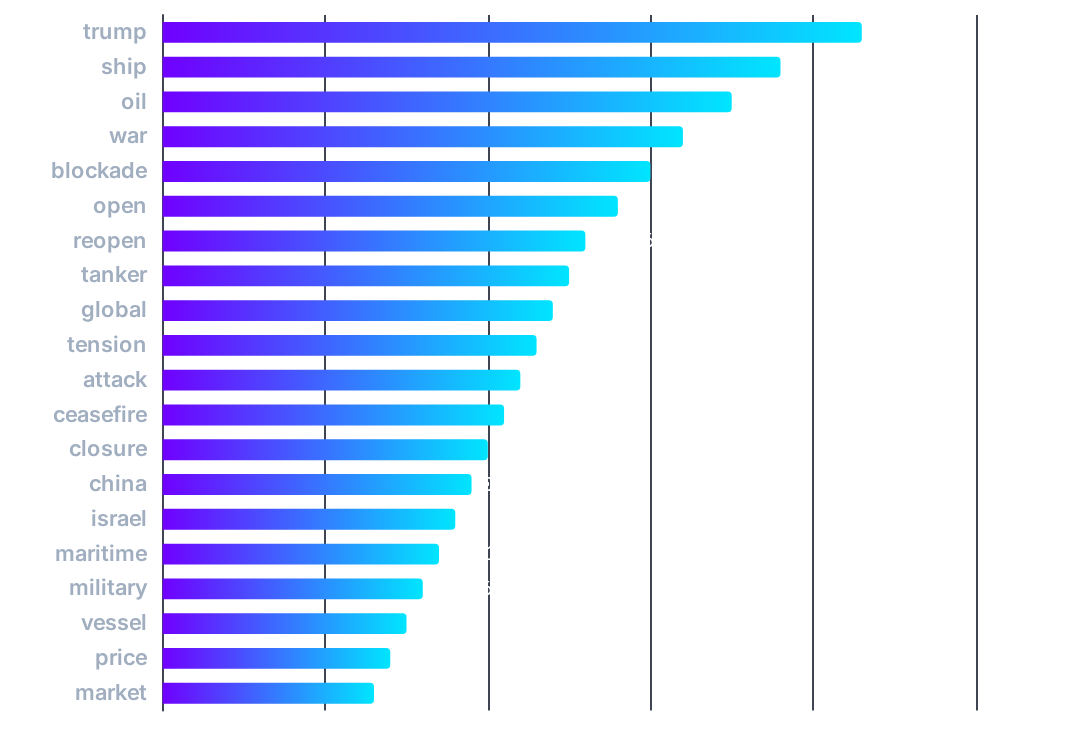 trump
ship
oil
war
blockade
open
reopen
tanker
global
tension
attack
ceasefire
closure
china
israel
maritime
military
vessel
price
market